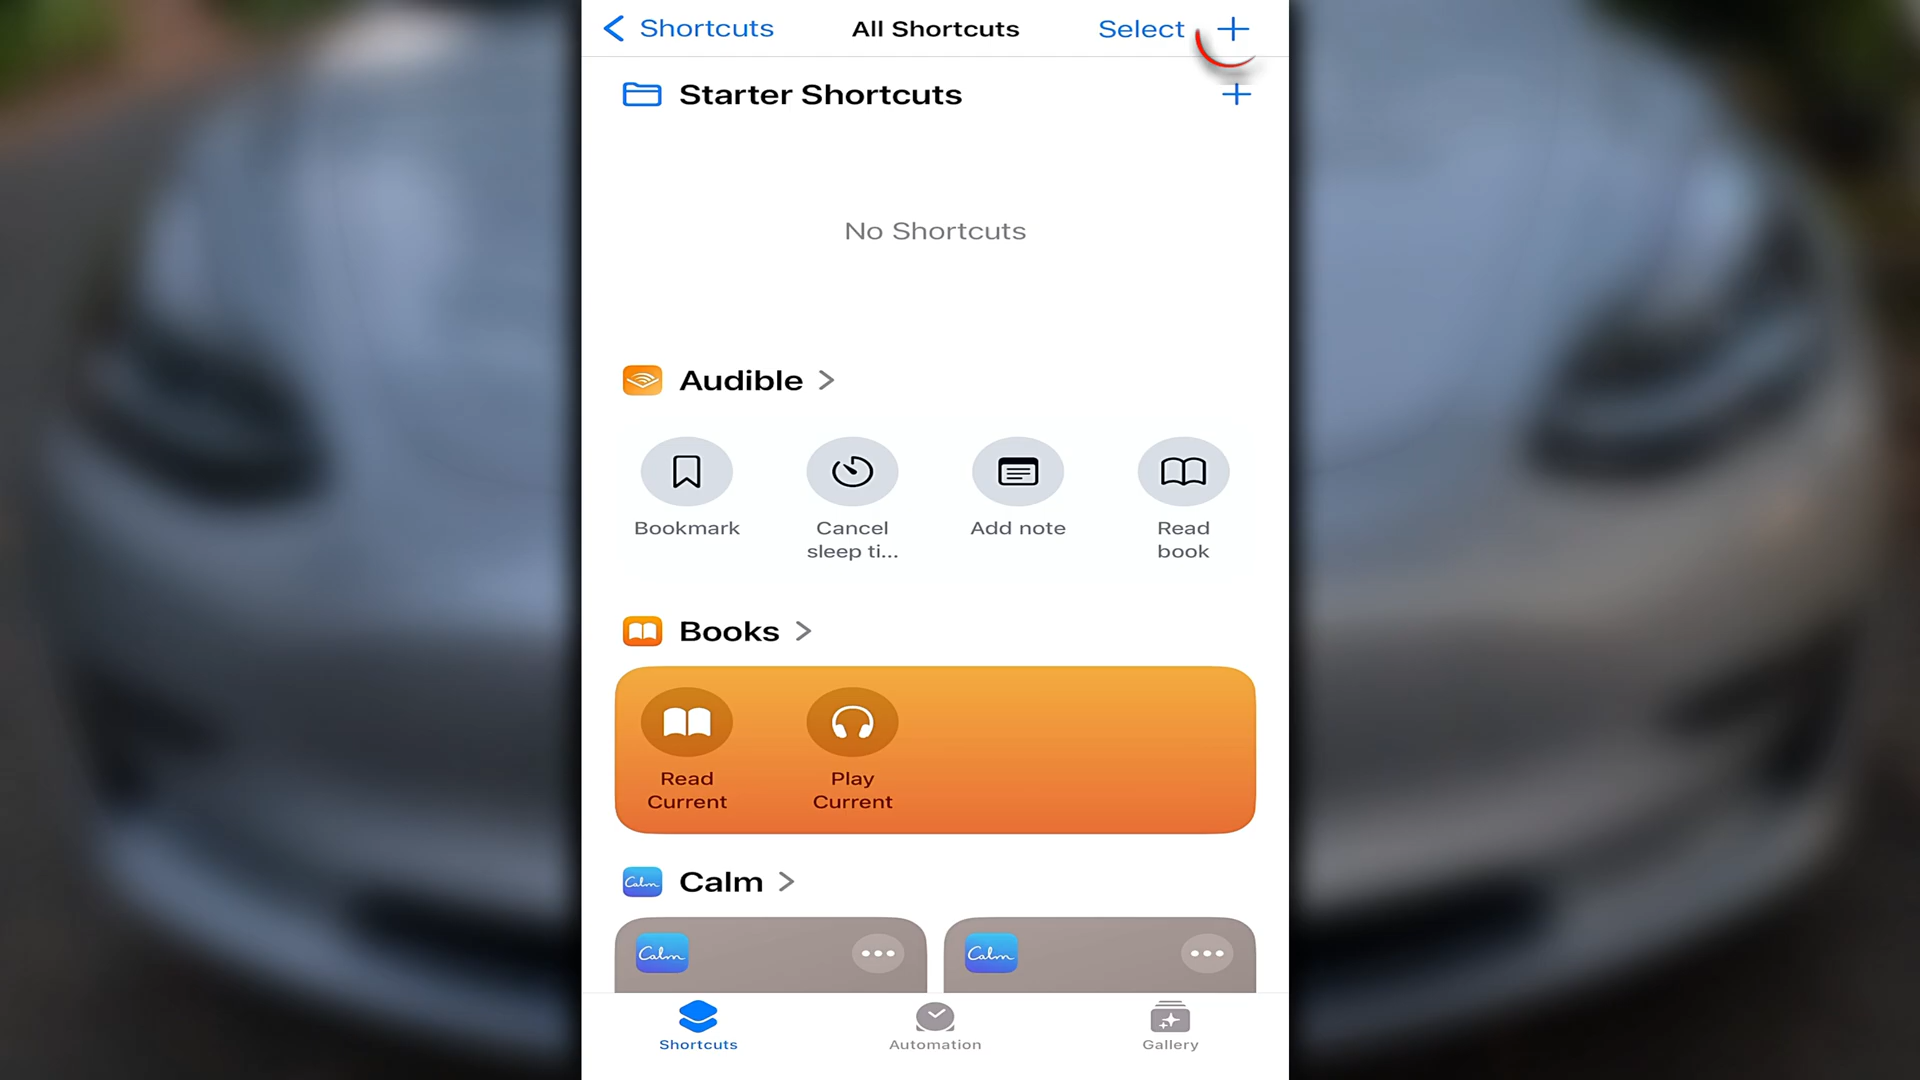 Shortcuts
All Shortcuts
Select
Starter Shortcuts
No Shortcuts
Audible
Bookmark
Cancel
sleep ti...
Add note
Read
book
Books
Read
Current
Play
Current
Calm
Calm
Calm
Calm
Shortcuts
Automation
Gallery